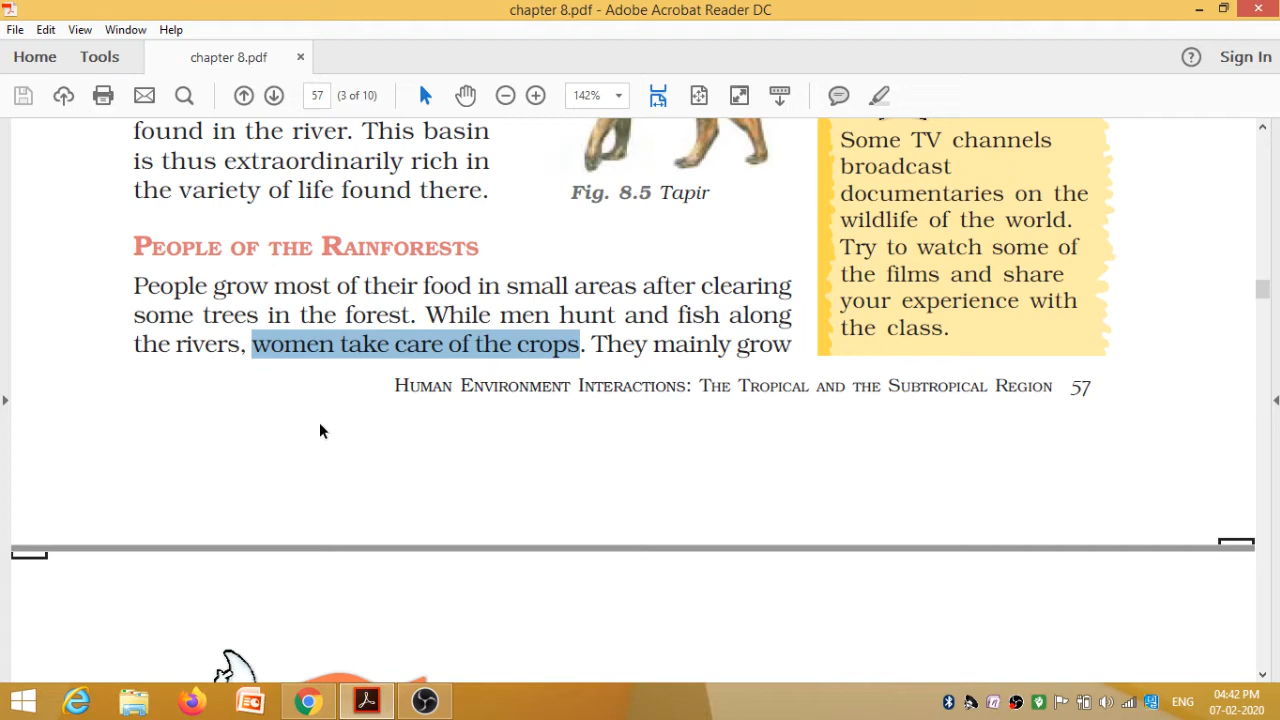 chapter 8.pdf - Adobe Acrobat Reader DC
File Edit View Window Help
Home Tools chapter 8.pdf × ? Sign In
57 (3 of 10) 142%
found in the river. This basin
is thus extraordinarily rich in
the variety of life found there.
Fig. 8.5 Tapir
Some TV channels
broadcast
documentaries on the
wildlife of the world.
Try to watch some of
the films and share
your experience with
the class.
PEOPLE OF THE RAINFORESTS
People grow most of their food in small areas after clearing
some trees in the forest. While men hunt and fish along
the rivers, women take care of the crops. They mainly grow
HUMAN ENVIRONMENT INTERACTIONS: THE TROPICAL AND THE SUBTROPICAL REGION 57
ENG
04:42 PM
07-02-2020